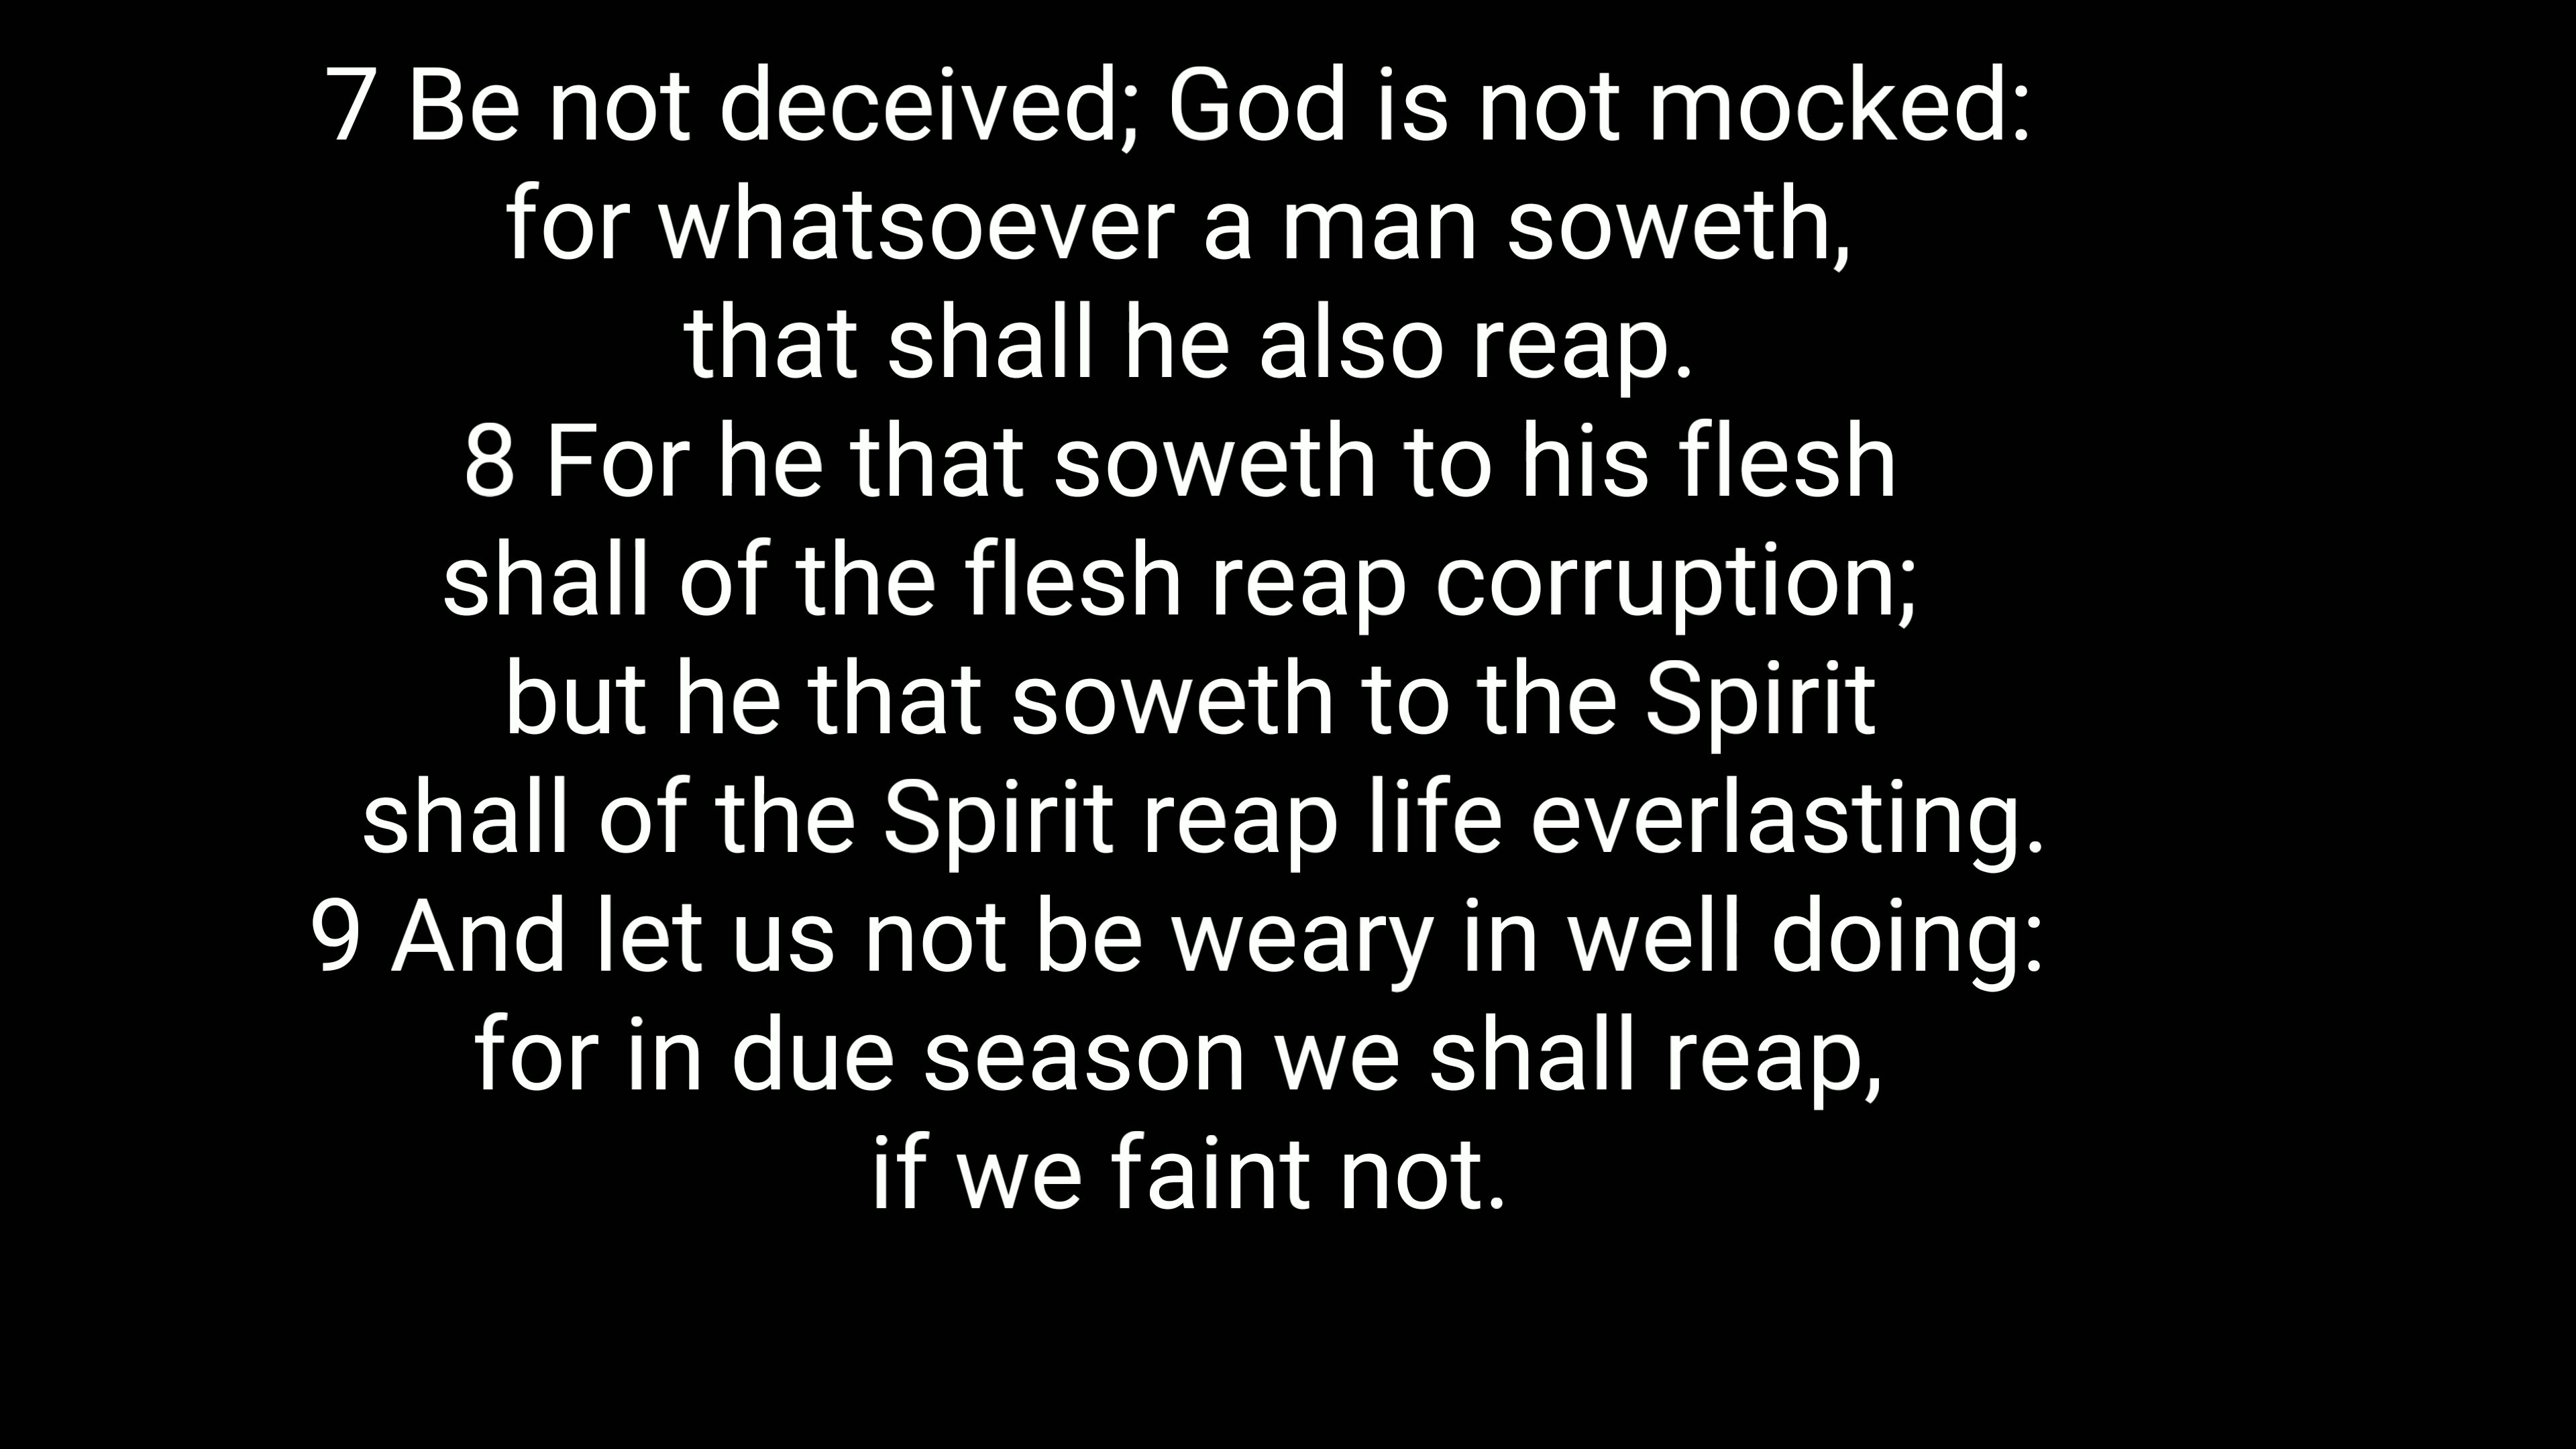 7 Be not deceived; God is not mocked:
for whatsoever a man soweth,
that shall he also reap.
8 For he that soweth to his flesh
shall of the flesh reap corruption;
but he that soweth to the Spirit
shall of the Spirit reap life everlasting.
9 And let us not be weary in well doing:
for in due season we shall reap,
if we faint not.